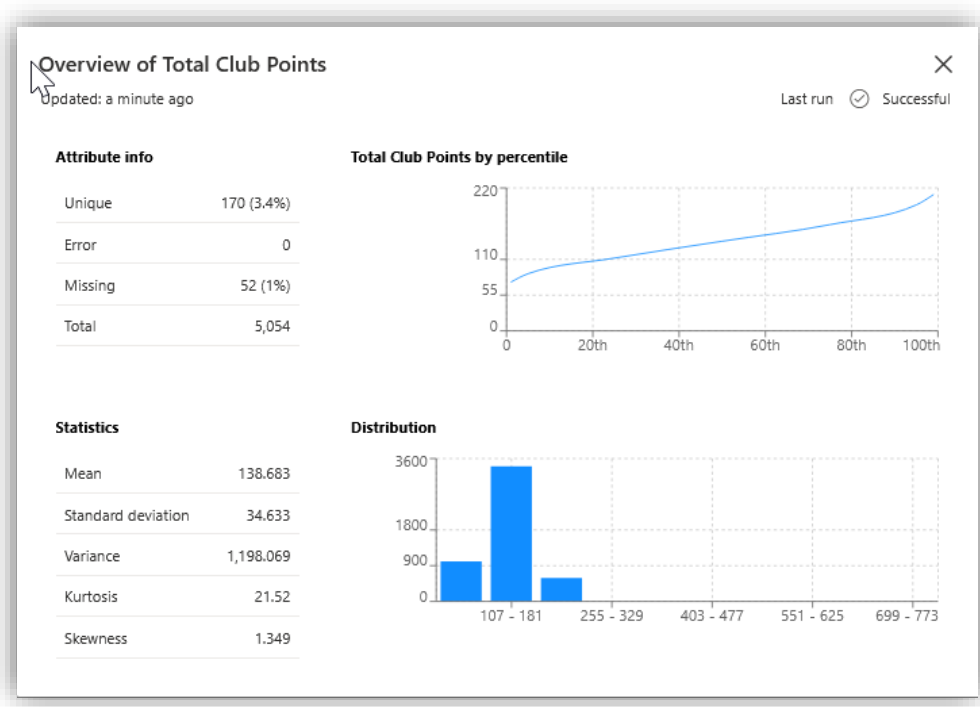 Overview of Total Club Points
Updated: a minute ago
Last run Successful
Attribute info
Unique 170 (3.4%)
Error 0
Missing 52 (1%)
Total 5,054
Total Club Points by percentile
220
110
55
0
0 20th 40th 60th 80th 100th
Statistics
Mean 138.683
Standard deviation 34.633
Variance 1,198.069
Kurtosis 21.52
Skewness 1.349
Distribution
3600
1800
900
0
107 - 181 255 - 329 403 - 477 551 - 625 699 - 773